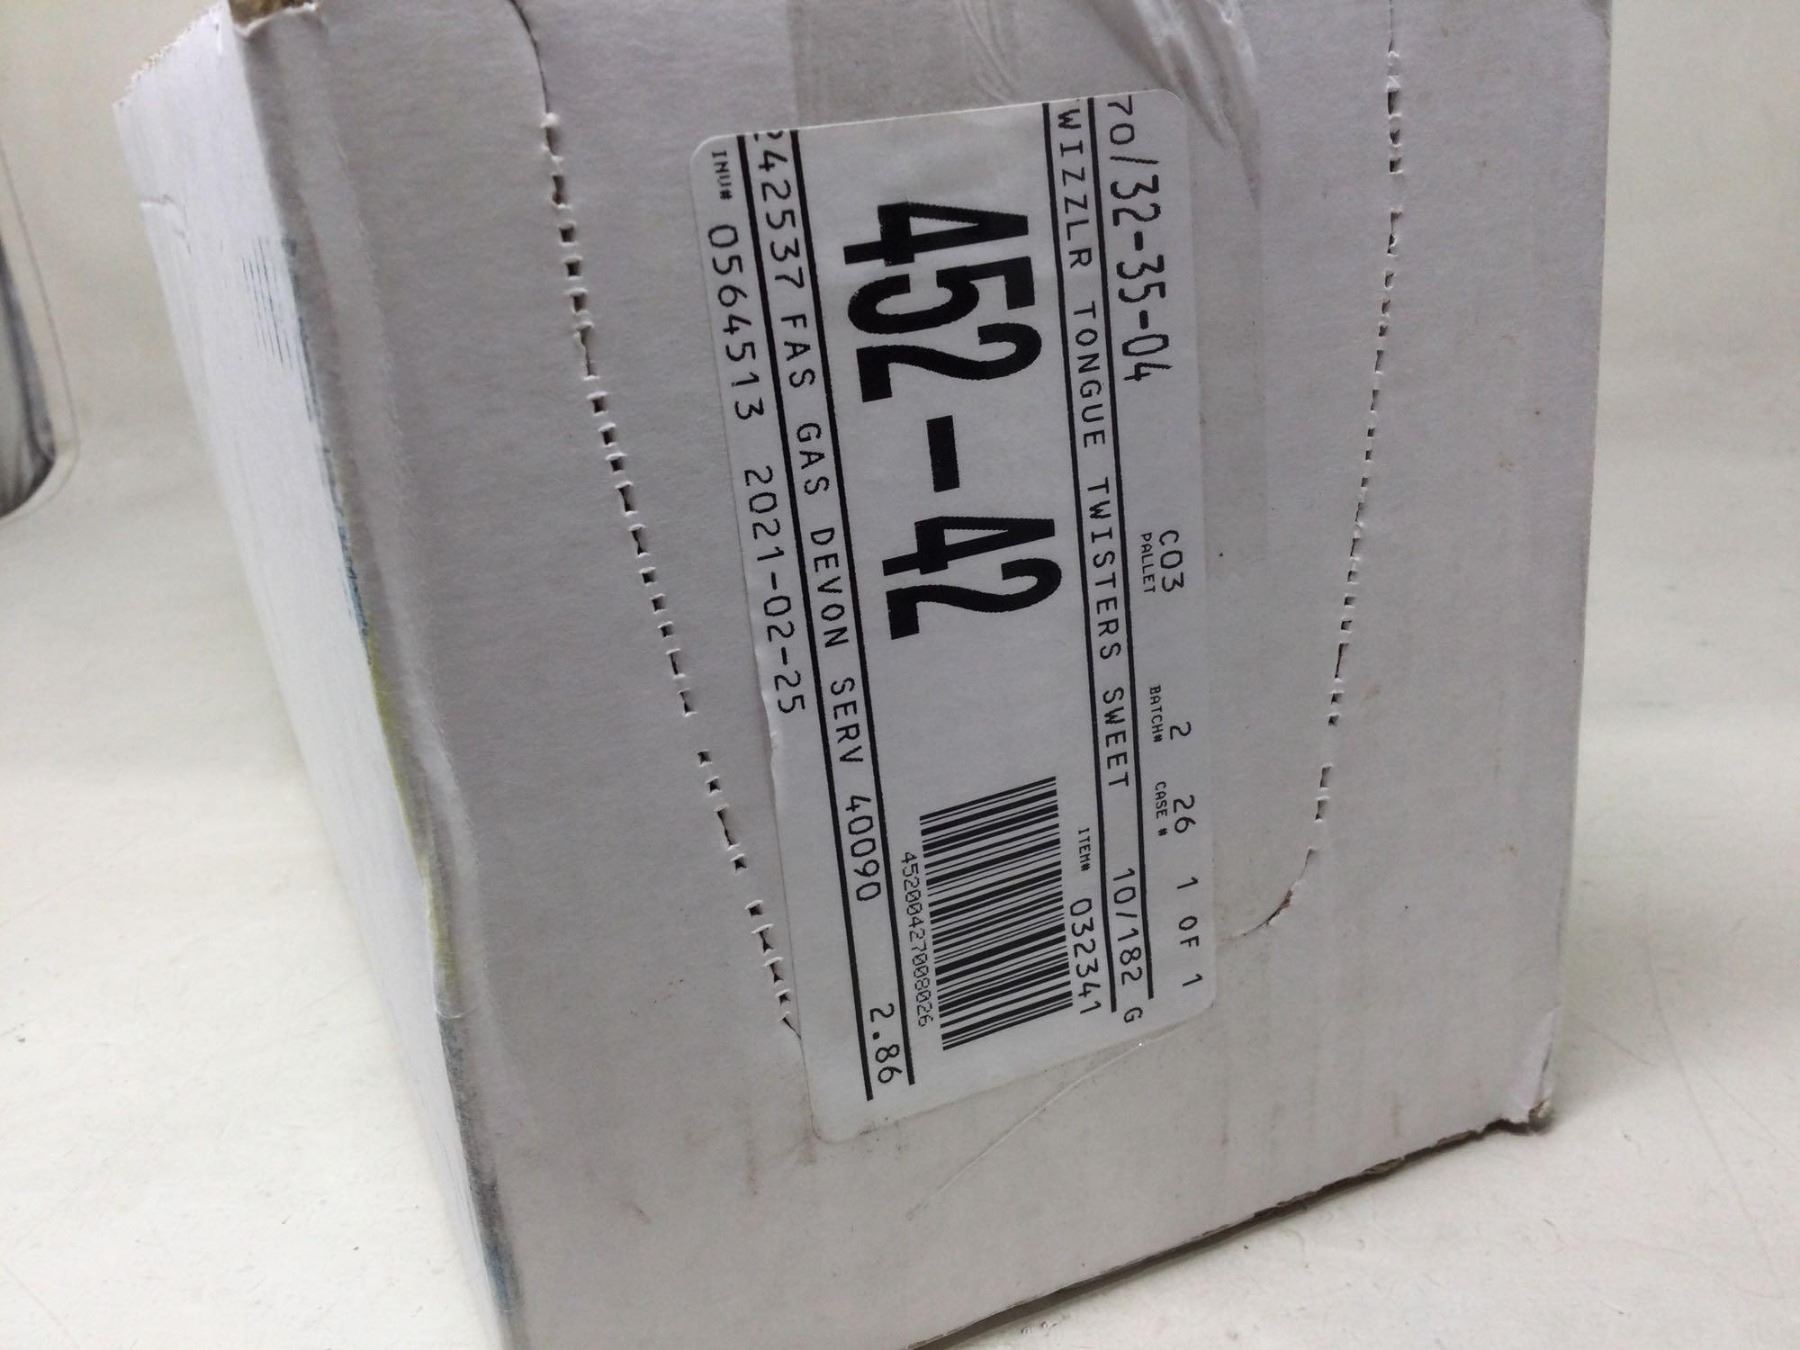 70/32-35-04 C03 2 26 1 OF 1
PALLET BATCH# CASE #
WIZZLR TONGUE TWISTERS SWEET 10/182 G
ITEM# 032341
452-42
45200427008026
242537 FAS GAS DEVON SERV 40090 2.86
INV# 0564513 2021-02-25